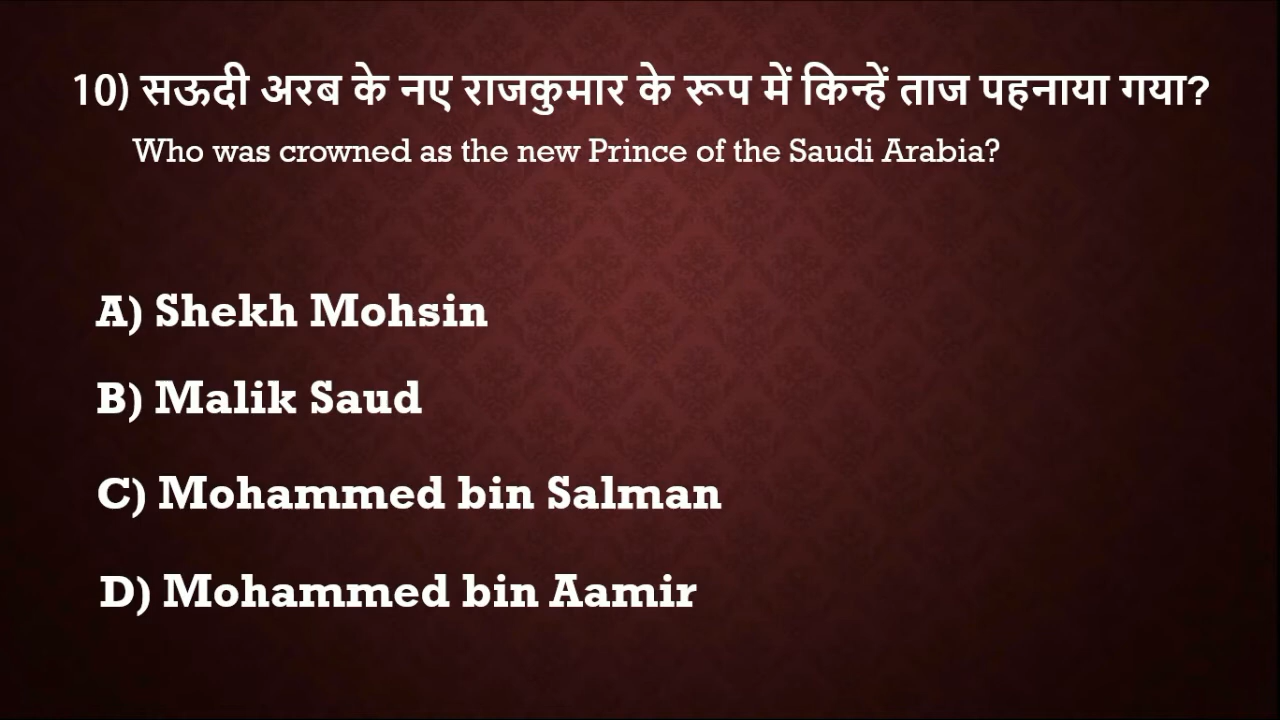 10) सऊदी अरब के नए राजकुमार के रूप में किन्हें ताज पहनाया गया?
Who was crowned as the new Prince of the Saudi Arabia?
A) Shekh Mohsin
B) Malik Saud
C) Mohammed bin Salman
D) Mohammed bin Aamir